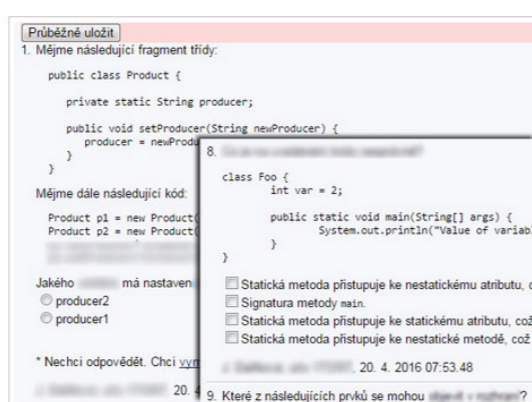 Průběžně uložit
1. Mějme následující fragment třídy:
public class Product {
private static String producer;
public void setProducer(String newProducer) {
producer = newProdu
}
}
Mějme dále následující kód:
Product p1 = new Product(
Product p2 = new Product(
Jakého má nastaven
producer2
producer1
* Nechci odpovědět. Chci vym
20. 4
8.
class Foo {
int var = 2;
public static void main(String[] args) {
System.out.println("Value of variabl
}
}
Statická metoda přistupuje ke nestatickému atributu, c
Signatura metody main.
Statická metoda přistupuje ke statickému atributu, což
Statická metoda přistupuje ke nestatické metodě, což
20. 4. 2016 07:53.48
9. Které z následujících prvků se mohou ?